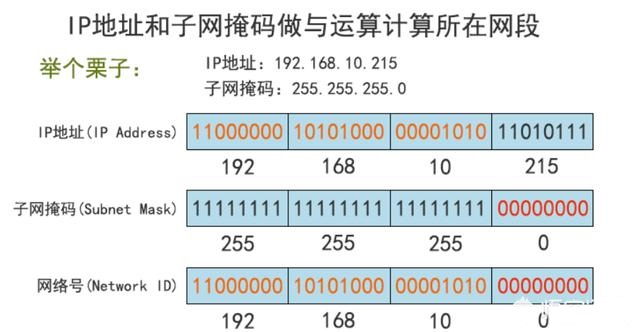 IP地址和子网掩码做与运算计算所在网段
举个栗子：
IP地址：192.168.10.215
子网掩码：255.255.255.0
IP地址(IP Address) 11000000 10101000 00001010 11010111
192 168 10 215
子网掩码(Subnet Mask) 11111111 11111111 11111111 00000000
255 255 255 0
网络号(Network ID) 11000000 10101000 00001010 00000000
192 168 10 0